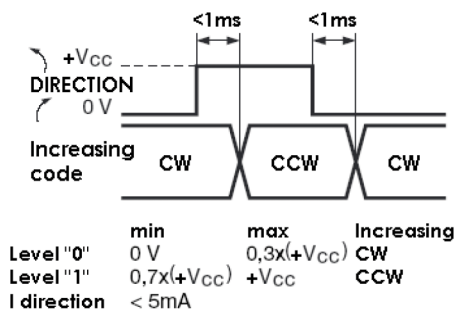 <1ms <1ms
+Vcc
DIRECTION
0 V
Increasing
code
CW CCW CW
min max Increasing
Level "0" 0 V 0,3x(+Vcc) CW
Level "1" 0,7x(+Vcc) +Vcc CCW
I direction < 5mA